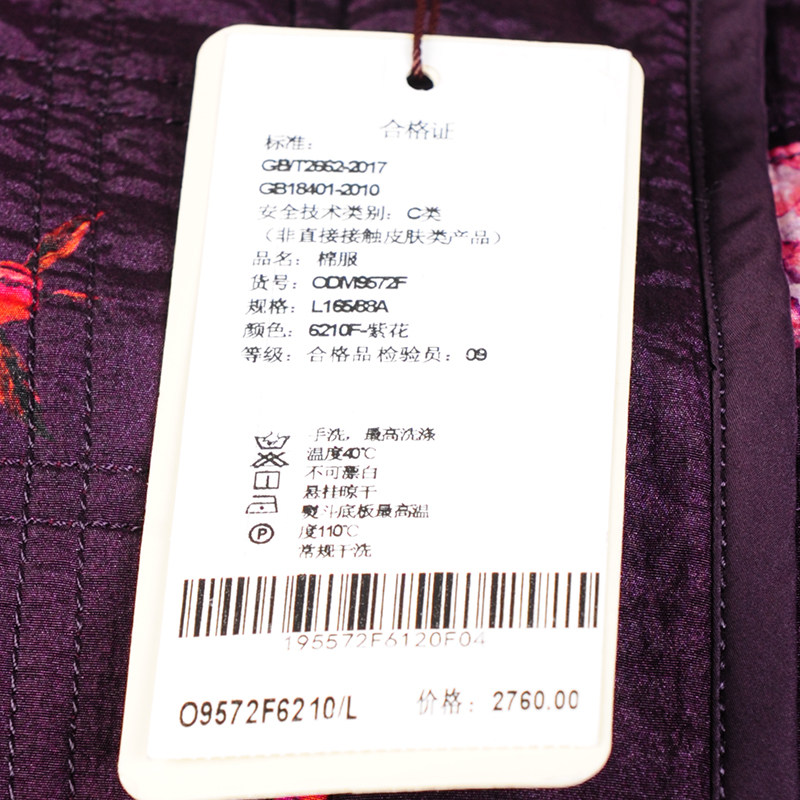 合格证
标准:
GB/T2662-2017
GB18401-2010
安全技术类别: C类
（非直接接触皮肤类产品）
品名: 棉服
货号: ODM9572F
规格: L165/88A
颜色: 6210F-紫花
等级: 合格品 检验员: 09
手洗，最高洗涤
温度40℃
不可漂白
悬挂晾干
熨斗底板最高温
度110℃
常规干洗
P
195572F6120F04
O9572F6210/L 价格: 2760.00